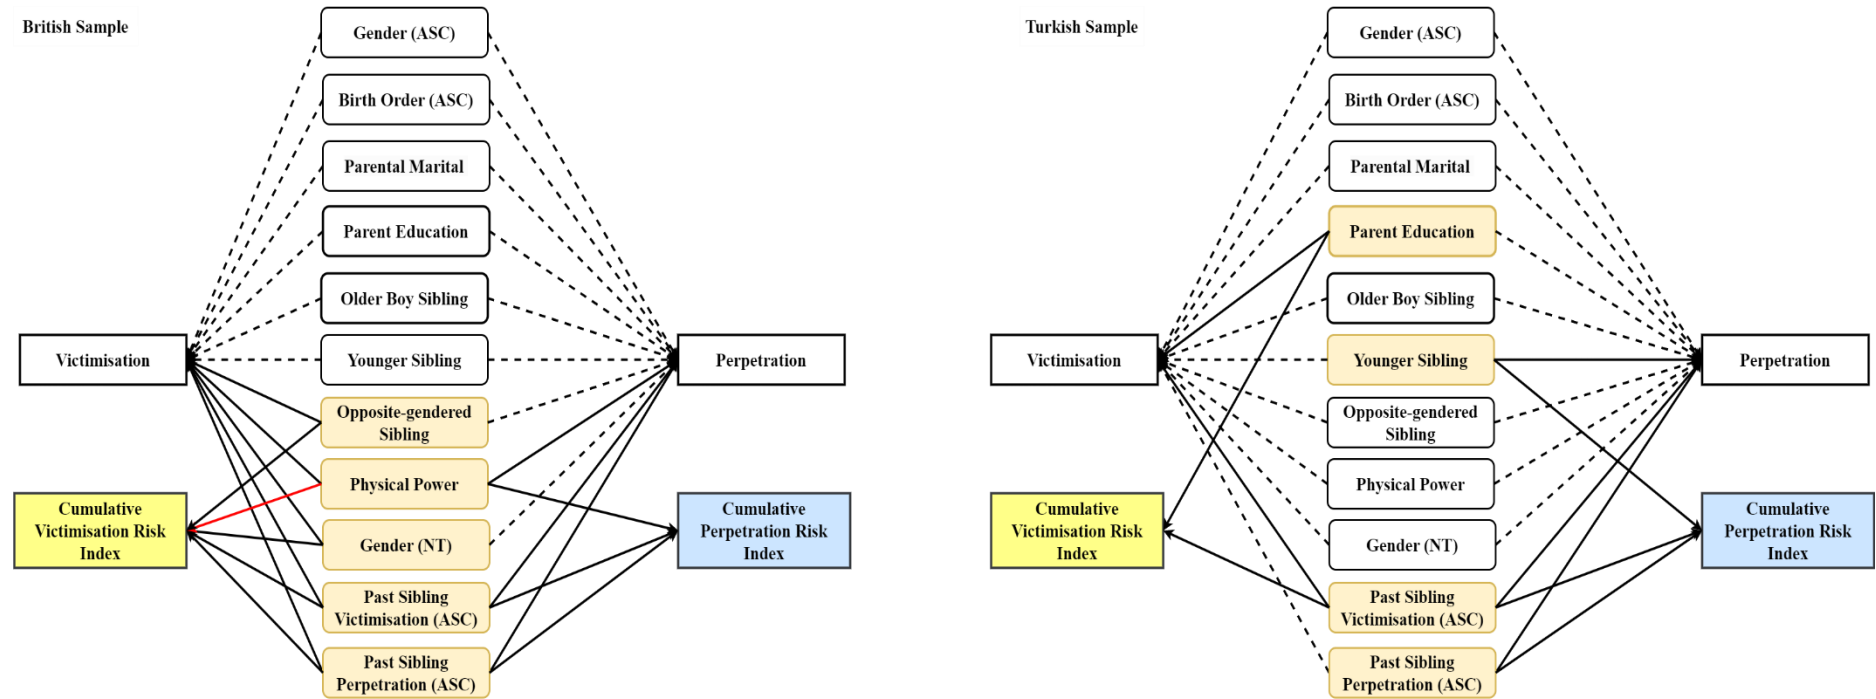 British Sample
Gender (ASC)
Birth Order (ASC)
Parental Marital
Parent Education
Older Boy Sibling
Victimisation
Younger Sibling
Perpetration
Opposite-gendered
Sibling
Physical Power
Cumulative
Victimisation Risk
Index
Gender (NT)
Cumulative
Perpetration Risk
Index
Past Sibling
Victimisation (ASC)
Past Sibling
Perpetration (ASC)
Turkish Sample
Gender (ASC)
Birth Order (ASC)
Parental Marital
Parent Education
Older Boy Sibling
Victimisation
Younger Sibling
Perpetration
Opposite-gendered
Sibling
Physical Power
Cumulative
Victimisation Risk
Index
Gender (NT)
Cumulative
Perpetration Risk
Index
Past Sibling
Victimisation (ASC)
Past Sibling
Perpetration (ASC)